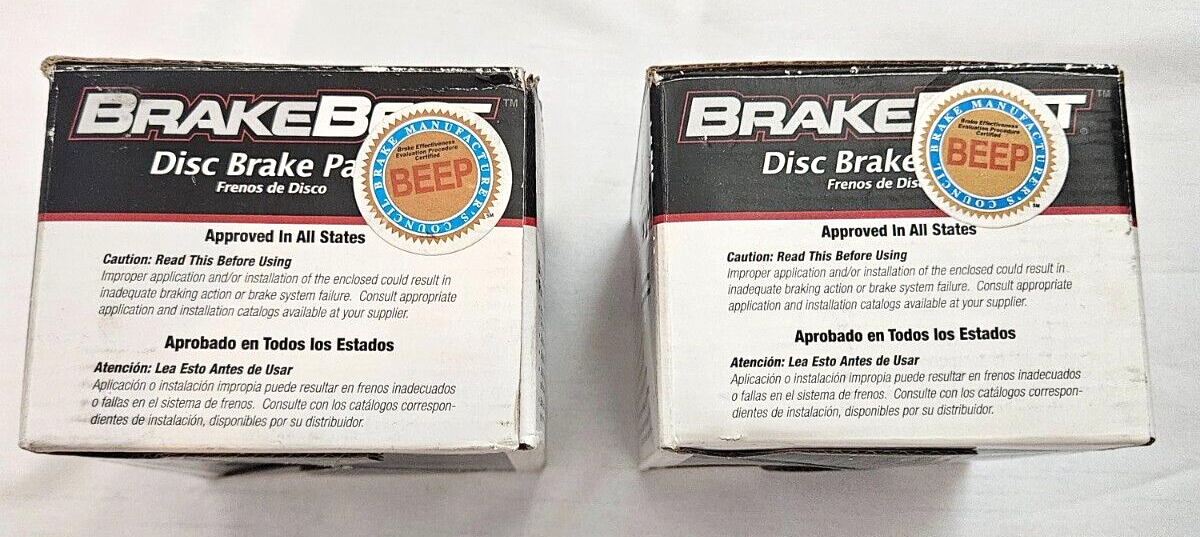 BRAKEBEST™
Disc Brake Pa
Frenos de Disco
BRAKE MANUFACTURER'S COUNCIL
Brake Effectiveness
Evaluation Procedure
Certified
BEEP
SM
Approved In All States
Caution: Read This Before Using
Improper application and/or installation of the enclosed could result in
inadequate braking action or brake system failure. Consult appropriate
application and installation catalogs available at your supplier.
Aprobado en Todos los Estados
Atención: Lea Esto Antes de Usar
Aplicación o instalación impropia puede resultar en frenos inadecuados
o fallas en el sistema de frenos. Consulte con los catálogos correspon-
dientes de instalación, disponibles por su distribuidor.
BRAKEBEST™
Disc Brake
Frenos de Dis
BRAKE MANUFACTURER'S COUNCIL
Brake Effectiveness
Evaluation Procedure
Certified
BEEP
SM
Approved In All States
Caution: Read This Before Using
Improper application and/or installation of the enclosed could result in
inadequate braking action or brake system failure. Consult appropriate
application and installation catalogs available at your supplier.
Aprobado en Todos los Estados
Atención: Lea Esto Antes de Usar
Aplicación o instalación impropia puede resultar en frenos inadecuados
o fallas en el sistema de frenos. Consulte con los catálogos correspon-
dientes de instalación, disponibles por su distribuidor.